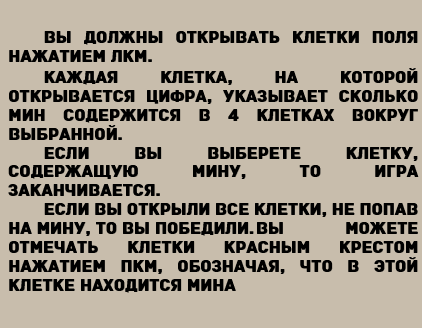 ВЫ ДОЛЖНЫ ОТКРЫВАТЬ КЛЕТКИ ПОЛЯ
НАЖАТИЕМ ЛКМ.
КАЖДАЯ КЛЕТКА, НА КОТОРОЙ
ОТКРЫВАЕТСЯ ЦИФРА, УКАЗЫВАЕТ СКОЛЬКО
МИН СОДЕРЖИТСЯ В 4 КЛЕТКАХ ВОКРУГ
ВЫБРАННОЙ.
ЕСЛИ ВЫ ВЫБЕРЕТЕ КЛЕТКУ,
СОДЕРЖАЩУЮ МИНУ, ТО ИГРА
ЗАКАНЧИВАЕТСЯ.
ЕСЛИ ВЫ ОТКРЫЛИ ВСЕ КЛЕТКИ, НЕ ПОПАВ
НА МИНУ, ТО ВЫ ПОБЕДИЛИ. ВЫ МОЖЕТЕ
ОТМЕЧАТЬ КЛЕТКИ КРАСНЫМ КРЕСТОМ
НАЖАТИЕМ ПКМ, ОБОЗНАЧАЯ, ЧТО В ЭТОЙ
КЛЕТКЕ НАХОДИТСЯ МИНА